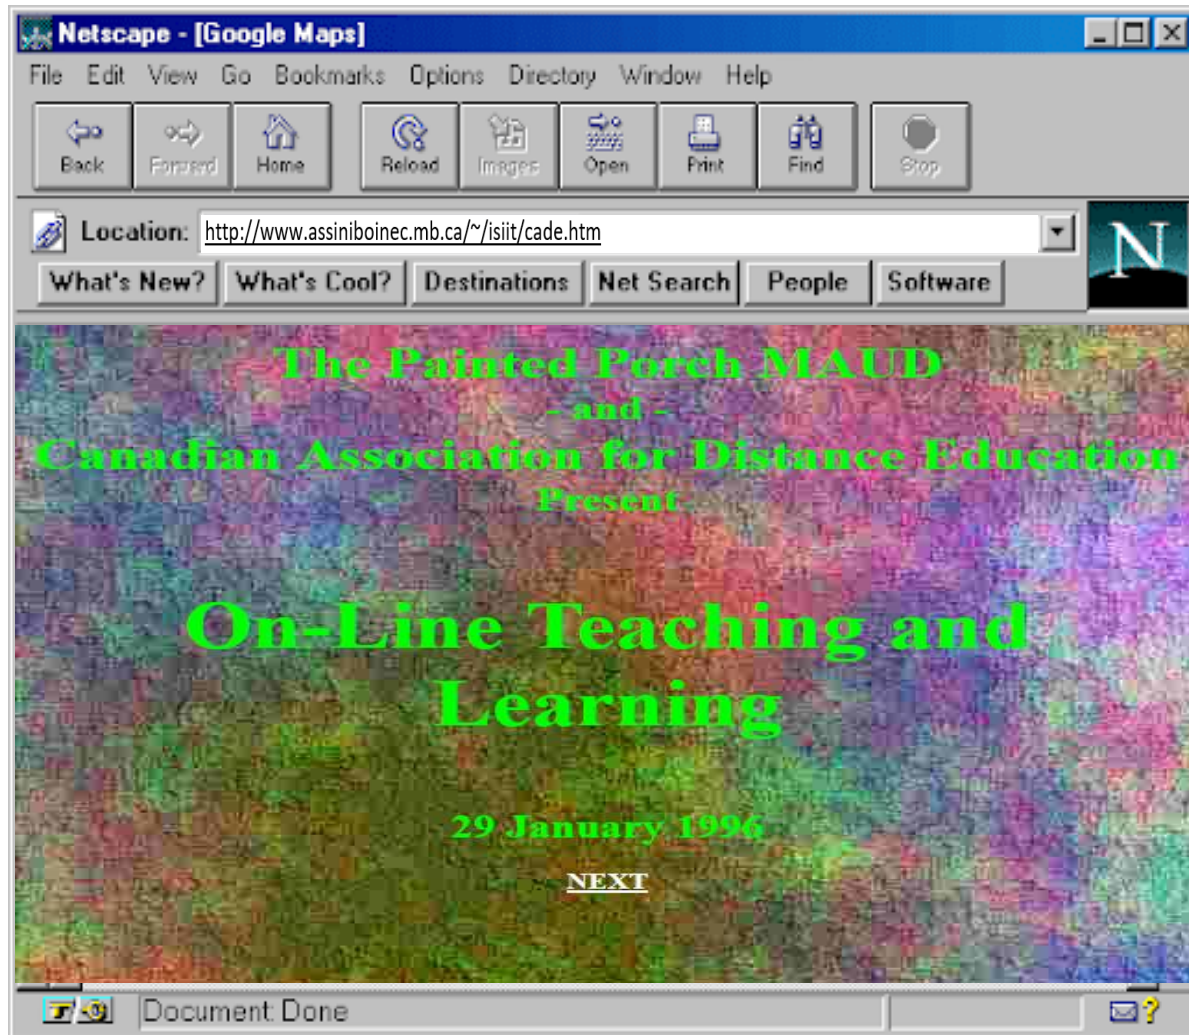 Netscape - [Google Maps]
File Edit View Go Bookmarks Options Directory Window Help
Back Forward Home Reload Images Open Print Find Stop
Location: http://www.assiniboinec.mb.ca/~/isiit/cade.htm
N
What's New? What's Cool? Destinations Net Search People Software
The Painted Porch MAUD
- and -
Canadian Association for Distance Education
Present
On-Line Teaching and
Learning
29 January 1996
NEXT
Document: Done
?